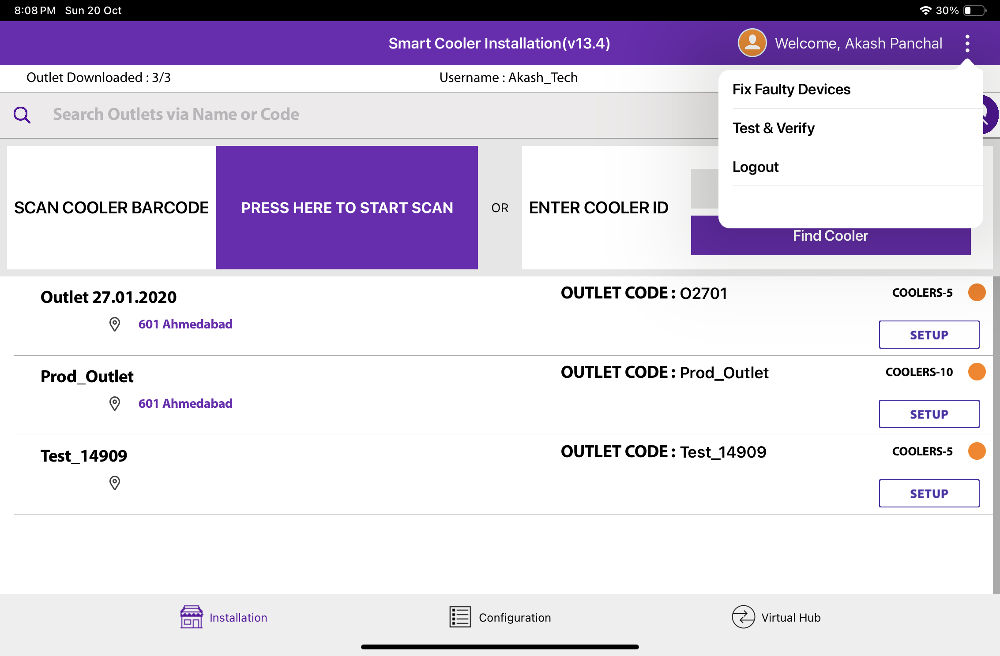 8:08 PM Sun 20 Oct
30%
Smart Cooler Installation(v13.4)
Welcome, Akash Panchal
Outlet Downloaded : 3/3
Username : Akash_Tech
Fix Faulty Devices
Test & Verify
Logout
Search Outlets via Name or Code
SCAN COOLER BARCODE
PRESS HERE TO START SCAN
OR
ENTER COOLER ID
Find Cooler
Outlet 27.01.2020
OUTLET CODE : O2701
COOLERS-5
601 Ahmedabad
SETUP
Prod_Outlet
OUTLET CODE : Prod_Outlet
COOLERS-10
601 Ahmedabad
SETUP
Test_14909
OUTLET CODE : Test_14909
COOLERS-5
SETUP
Installation
Configuration
Virtual Hub